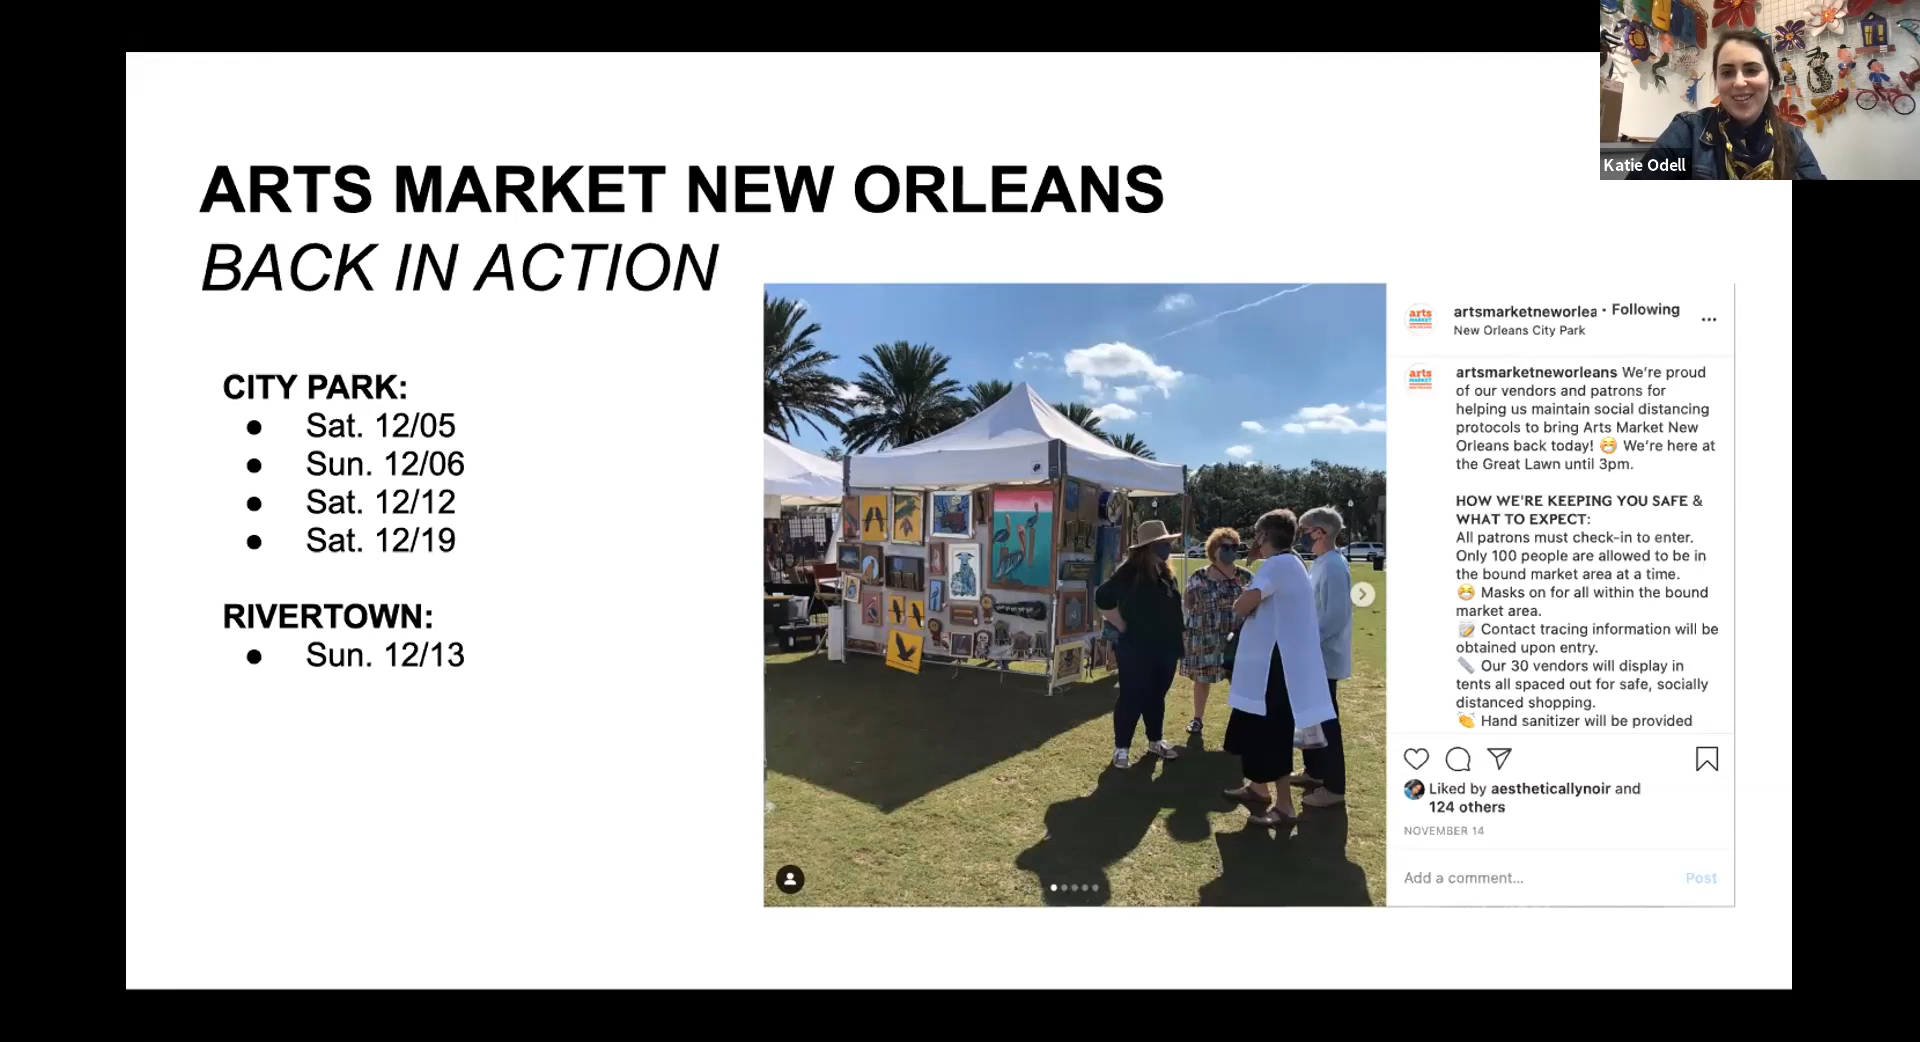 Katie Odell
ARTS MARKET NEW ORLEANS
BACK IN ACTION
CITY PARK:
● Sat. 12/05
● Sun. 12/06
● Sat. 12/12
● Sat. 12/19
RIVERTOWN:
● Sun. 12/13
arts
MARKET
artsmarketneworlea • Following
New Orleans City Park
...
arts
MARKET
artsmarketneworleans We're proud
of our vendors and patrons for
helping us maintain social distancing
protocols to bring Arts Market New
Orleans back today! 😷 We're here at
the Great Lawn until 3pm.
HOW WE'RE KEEPING YOU SAFE &
WHAT TO EXPECT:
All patrons must check-in to enter.
Only 100 people are allowed to be in
the bound market area at a time.
😷 Masks on for all within the bound
market area.
📝 Contact tracing information will be
obtained upon entry.
📏 Our 30 vendors will display in
tents all spaced out for safe, socially
distanced shopping.
👏 Hand sanitizer will be provided
Liked by aestheticallynoir and
124 others
NOVEMBER 14
Add a comment...
Post